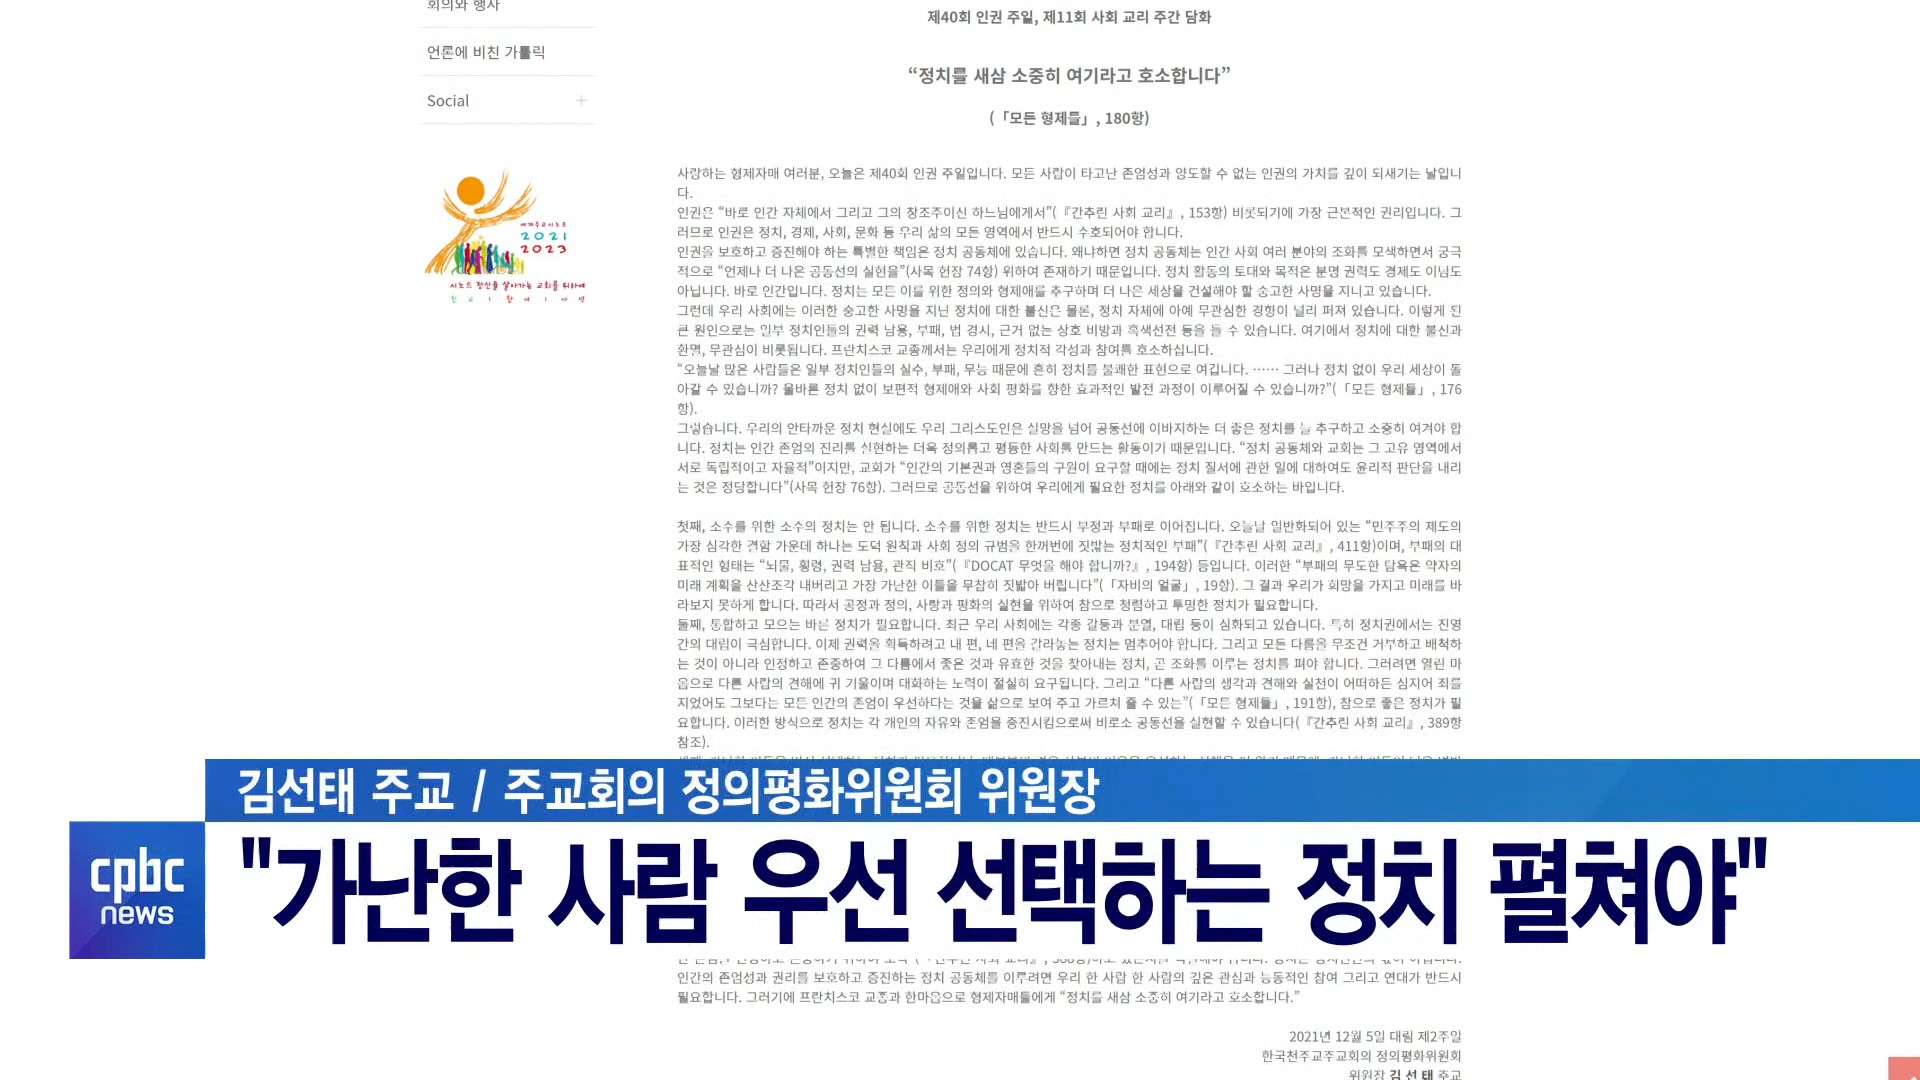 회의와 행사
언론에 비친 가톨릭
Social
세계주교시노드
2021
2023
시노드 정신을 살아가는 교회를 위하여
친교 | 참여 | 사명
제40회 인권 주일, 제11회 사회 교리 주간 담화
“정치를 새삼 소중히 여기라고 호소합니다”
(「모든 형제들」, 180항)
사랑하는 형제자매 여러분, 오늘은 제40회 인권 주일입니다. 모든 사람이 타고난 존엄성과 양도할 수 없는 인권의 가치를 깊이 되새기는 날입니
다.
인권은 “바로 인간 자체에서 그리고 그의 창조주이신 하느님에게서”(『간추린 사회 교리』, 153항) 비롯되기에 가장 근본적인 권리입니다. 그
러므로 인권은 정치, 경제, 사회, 문화 등 우리 삶의 모든 영역에서 반드시 수호되어야 합니다.
인권을 보호하고 증진해야 하는 특별한 책임은 정치 공동체에 있습니다. 왜냐하면 정치 공동체는 인간 사회 여러 분야의 조화를 모색하면서 궁극
적으로 “언제나 더 나은 공동선의 실현을”(사목 헌장 74항) 위하여 존재하기 때문입니다. 정치 활동의 토대와 목적은 분명 권력도 경제도 이념도
아닙니다. 바로 인간입니다. 정치는 모든 이를 위한 정의와 형제애를 추구하며 더 나은 세상을 건설해야 할 숭고한 사명을 지니고 있습니다.
그런데 우리 사회에는 이러한 숭고한 사명을 지닌 정치에 대한 불신은 물론, 정치 자체에 아예 무관심한 경향이 널리 퍼져 있습니다. 이렇게 된
큰 원인으로는 일부 정치인들의 권력 남용, 부패, 법 경시, 근거 없는 상호 비방과 흑색선전 등을 들 수 있습니다. 여기에서 정치에 대한 불신과
환멸, 무관심이 비롯됩니다. 프란치스코 교종께서는 우리에게 정치적 각성과 참여를 호소하십니다.
“오늘날 많은 사람들은 일부 정치인들의 실수, 부패, 무능 때문에 흔히 정치를 불쾌한 표현으로 여깁니다. …… 그러나 정치 없이 우리 세상이 돌
아갈 수 있습니까? 올바른 정치 없이 보편적 형제애와 사회 평화를 향한 효과적인 발전 과정이 이루어질 수 있습니까?”(「모든 형제들」, 176
항).
그렇습니다. 우리의 안타까운 정치 현실에도 우리 그리스도인은 실망을 넘어 공동선에 이바지하는 더 좋은 정치를 늘 추구하고 소중히 여겨야 합
니다. 정치는 인간 존엄의 진리를 실현하는 더욱 정의롭고 평등한 사회를 만드는 활동이기 때문입니다. “정치 공동체와 교회는 그 고유 영역에서
서로 독립적이고 자율적”이지만, 교회가 “인간의 기본권과 영혼들의 구원이 요구할 때에는 정치 질서에 관한 일에 대하여도 윤리적 판단을 내리
는 것은 정당합니다”(사목 헌장 76항). 그러므로 공동선을 위하여 우리에게 필요한 정치를 아래와 같이 호소하는 바입니다.
첫째, 소수를 위한 소수의 정치는 안 됩니다. 소수를 위한 정치는 반드시 부정과 부패로 이어집니다. 오늘날 일반화되어 있는 “민주주의 제도의
가장 심각한 결함 가운데 하나는 도덕 원칙과 사회 정의 규범을 한꺼번에 짓밟는 정치적인 부패”(『간추린 사회 교리』, 411항)이며, 부패의 대
표적인 형태는 “뇌물, 횡령, 권력 남용, 관직 비호”(『DOCAT 무엇을 해야 합니까?』, 194항) 등입니다. 이러한 “부패의 무도한 탐욕은 약자의
미래 계획을 산산조각 내버리고 가장 가난한 이들을 무참히 짓밟아 버립니다”(「자비의 얼굴」, 19항). 그 결과 우리가 희망을 가지고 미래를 바
라보지 못하게 합니다. 따라서 공정과 정의, 사랑과 평화의 실현을 위하여 참으로 청렴하고 투명한 정치가 필요합니다.
둘째, 통합하고 모으는 바른 정치가 필요합니다. 최근 우리 사회에는 각종 갈등과 분열, 대립 등이 심화되고 있습니다. 특히 정치권에서는 진영
간의 대립이 극심합니다. 이제 권력을 획득하려고 내 편, 네 편을 갈라놓는 정치는 멈추어야 합니다. 그리고 모든 다름을 무조건 거부하고 배척하
는 것이 아니라 인정하고 존중하여 그 다름에서 좋은 것과 유효한 것을 찾아내는 정치, 곧 조화를 이루는 정치를 펴야 합니다. 그러려면 열린 마
음으로 다른 사람의 견해에 귀 기울이며 대화하는 노력이 절실히 요구됩니다. 그리고 “다른 사람의 생각과 견해와 실천이 어떠하든 심지어 죄를
지었어도 그보다는 모든 인간의 존엄이 우선하다는 것을 삶으로 보여 주고 가르쳐 줄 수 있는”(「모든 형제들」, 191항), 참으로 좋은 정치가 필
요합니다. 이러한 방식으로 정치는 각 개인의 자유와 존엄을 증진시킴으로써 비로소 공동선을 실현할 수 있습니다(『간추린 사회 교리』, 389항
참조).
김선태 주교 / 주교회의 정의평화위원회 위원장
cpbc
news
"가난한 사람 우선 선택하는 정치 펼쳐야"
인간의 존엄성과 권리를 보호하고 증진하는 정치 공동체를 이루려면 우리 한 사람 한 사람의 깊은 관심과 능동적인 참여 그리고 연대가 반드시
필요합니다. 그러기에 프란치스코 교종과 한마음으로 형제자매들에게 “정치를 새삼 소중히 여기라고 호소합니다.”
2021년 12월 5일 대림 제2주일
한국천주교주교회의 정의평화위원회
위원장 김 선 태 주교